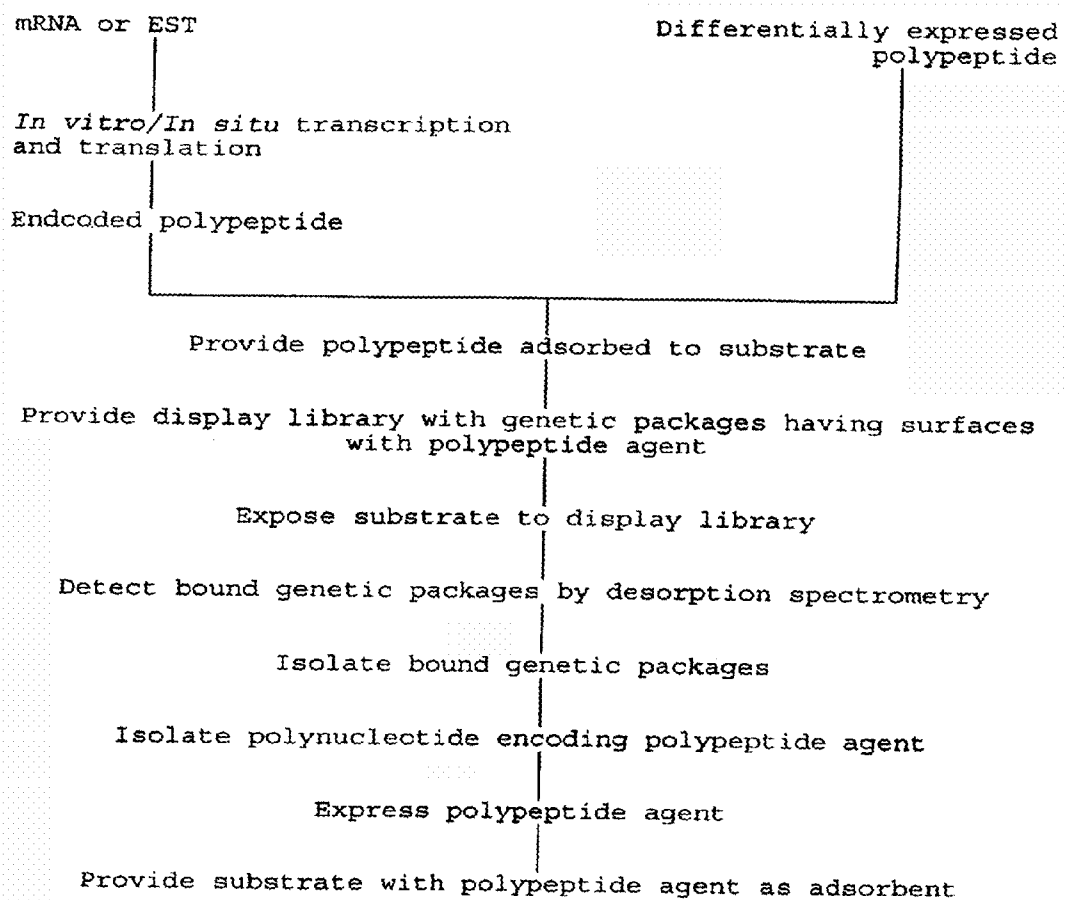 mRNA or EST
Differentially expressed
polypeptide
In vitro/In situ transcription
and translation
Endcoded polypeptide
Provide polypeptide adsorbed to substrate
Provide display library with genetic packages having surfaces
with polypeptide agent
Expose substrate to display library
Detect bound genetic packages by desorption spectrometry
Isolate bound genetic packages
Isolate polynuclectide encoding polypeptide agent
Express polypeptide agent
Provide substrate with polypeptide agent as adsorbent